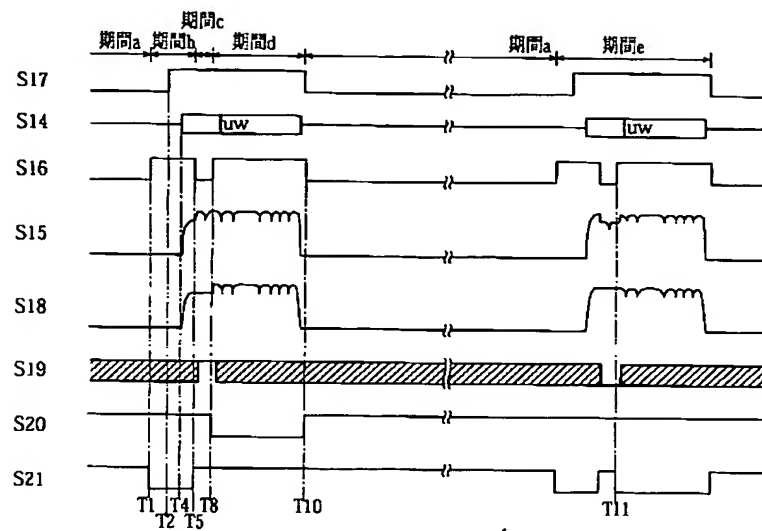 期間c
期間a 期間b 期間d 期間a 期間e
S17
S14 uw uw
S16
S15
S18
S19
S20
S21
T1 T4 T8 T10 T11
T2 T5